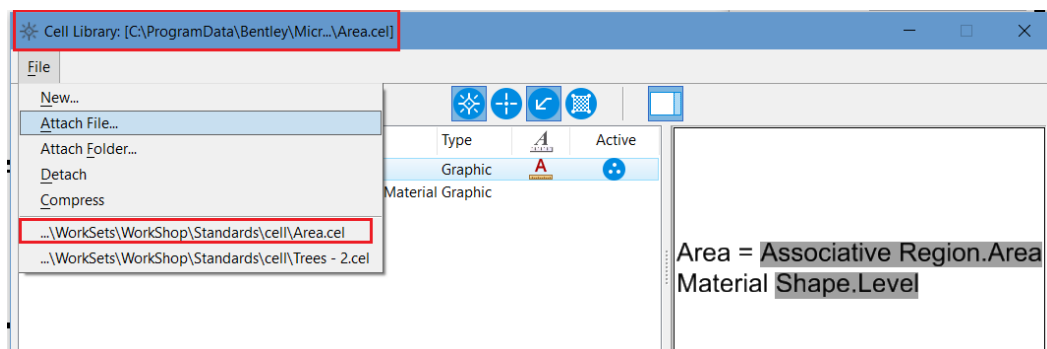 Cell Library: [C:\ProgramData\Bentley\Micr...\Area.cel]
File
New...
Attach File...
Attach Folder...
Detach
Compress
...\WorkSets\WorkShop\Standards\cell\Area.cel
...\WorkSets\WorkShop\Standards\cell\Trees - 2.cel
Type A Active
Graphic A
Material Graphic
Area = Associative Region.Area
Material Shape.Level